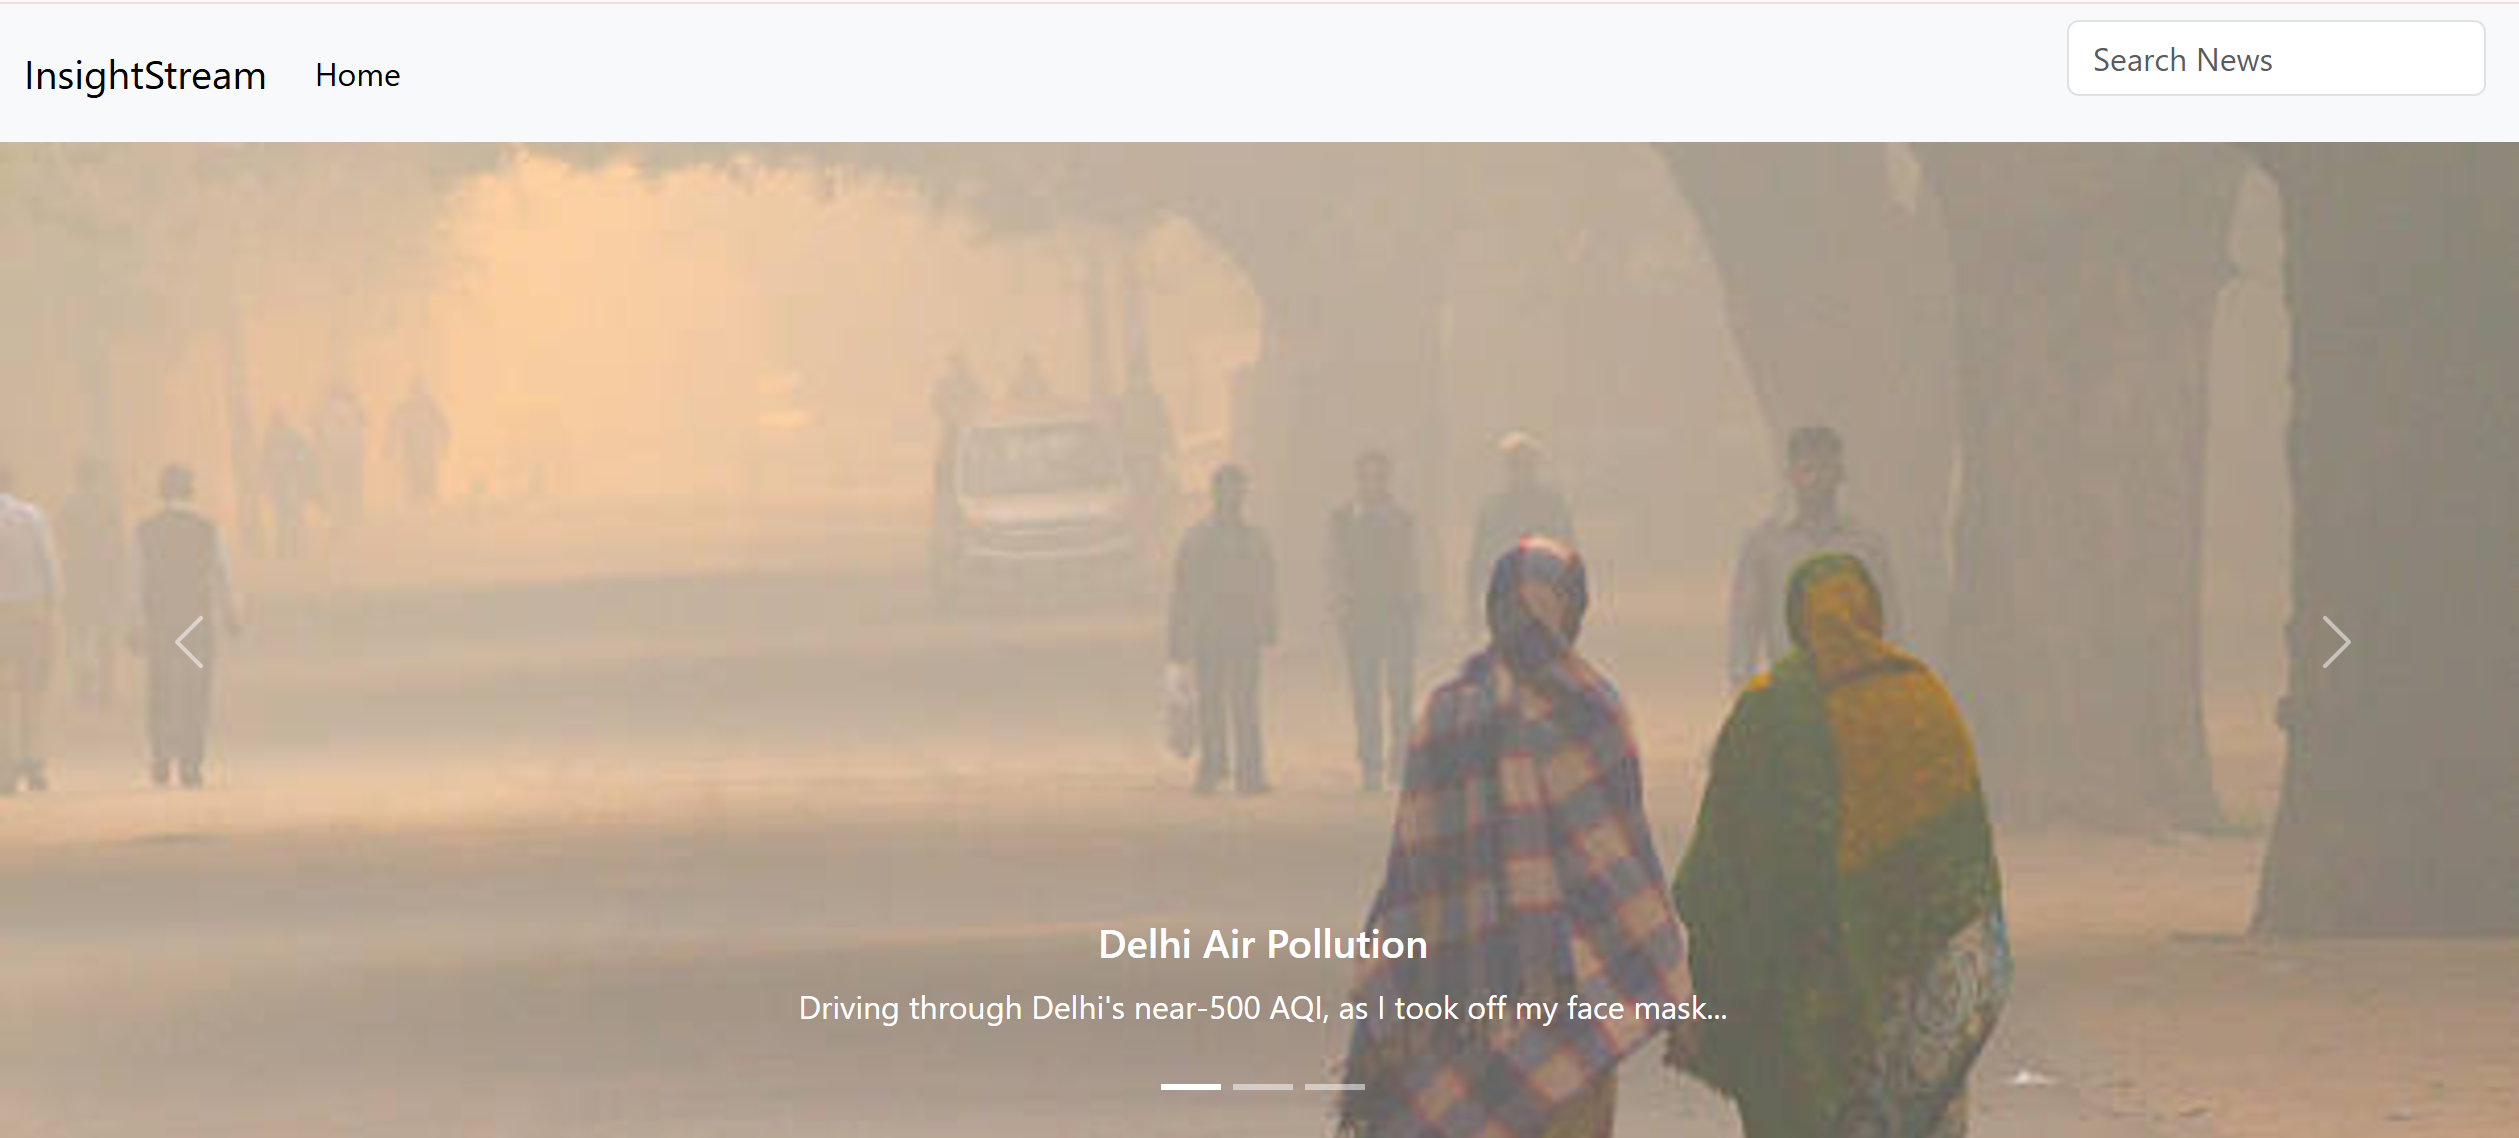 InsightStream
Home
Search News
Delhi Air Pollution
Driving through Delhi's near-500 AQI, as I took off my face mask...